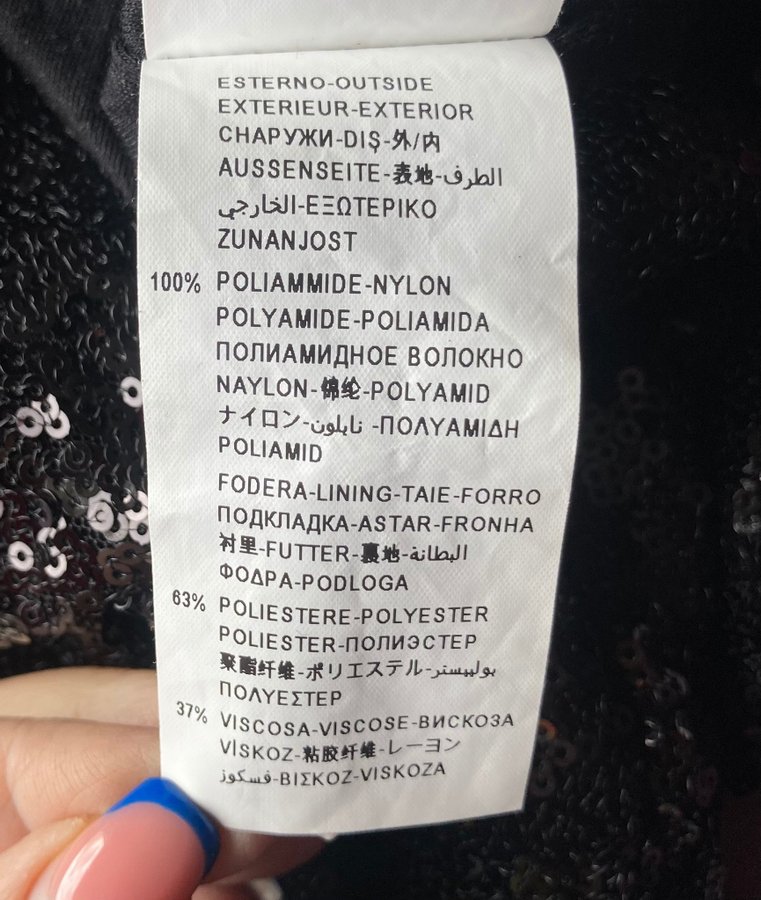 ESTERNO-OUTSIDE
EXTERIEUR-EXTERIOR
СНАРУЖИ-DIŞ-外/内
AUSSENSEITE-表地-الطرف
الخارجي-ΕΞΩΤΕΡΙΚΟ
ZUNANJOST
100% POLIAMMIDE-NYLON
POLYAMIDE-POLIAMIDA
ПОЛИАМИДНОЕ ВОЛОКНО
NAYLON-锦纶-POLYAMID
ナイロン-نايلون -ΠΟΛΥΑΜΙΔΗ
POLIAMID
FODERA-LINING-TAIE-FORRO
ПОДКЛАДКА-ASTAR-FRONHA
衬里-FUTTER-裏地-البطانة
ΦΟΔΡΑ-PODLOGA
63% POLIESTERE-POLYESTER
POLIESTER-ПОЛИЭСТЕР
聚酯纤维-ポリエステル-بولييستر
ΠΟΛΥΕΣΤΕΡ
37% VISCOSA-VISCOSE-ВИСКОЗА
VİSKOZ-粘胶纤维-レーヨン
فسكوز-ΒΙΣΚΟΖ-VISKOZA